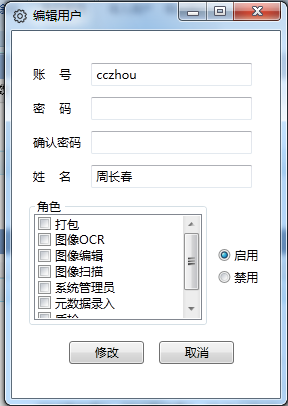 编辑用户
账 号 cczhou
密 码
确认密码
姓 名 周长春
角色
打包
图像OCR
图像编辑
图像扫描
系统管理员
元数据录入
启用
禁用
修改 取消